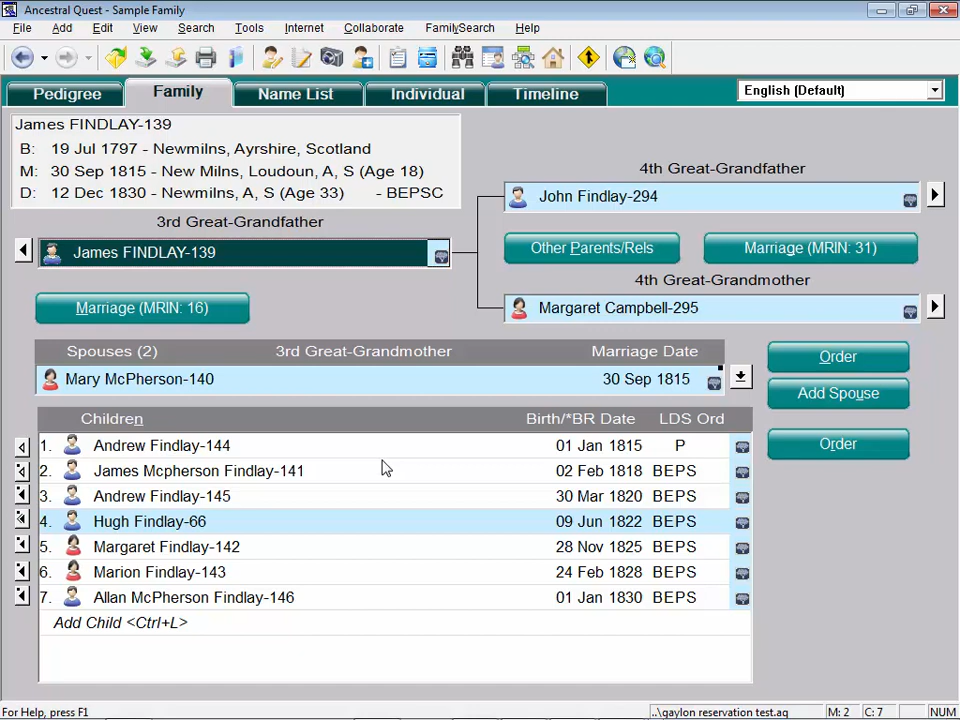 Ancestral Quest - Sample Family
File Add Edit View Search Tools Internet Collaborate FamilySearch Help
Pedigree Family Name List Individual Timeline English (Default)
James FINDLAY-139
B: 19 Jul 1797 - Newmilns, Ayrshire, Scotland
M: 30 Sep 1815 - New Milns, Loudoun, A, S (Age 18)
D: 12 Dec 1830 - Newmilns, A, S (Age 33) - BEPSC
4th Great-Grandfather
John Findlay-294
3rd Great-Grandfather
James FINDLAY-139
Other Parents/Rels Marriage (MRIN: 31)
4th Great-Grandmother
Margaret Campbell-295
Marriage (MRIN: 16)
Spouses (2) 3rd Great-Grandmother Marriage Date
Mary McPherson-140 30 Sep 1815
Order
Add Spouse
Children Birth/*BR Date LDS Ord
Order
1. Andrew Findlay-144 01 Jan 1815 P
2. James Mcpherson Findlay-141 02 Feb 1818 BEPS
3. Andrew Findlay-145 30 Mar 1820 BEPS
4. Hugh Findlay-66 09 Jun 1822 BEPS
5. Margaret Findlay-142 28 Nov 1825 BEPS
6. Marion Findlay-143 24 Feb 1828 BEPS
7. Allan McPherson Findlay-146 01 Jan 1830 BEPS
Add Child <Ctrl+L>
For Help, press F1 ..\gaylon reservation test.aq M: 2 C: 7 NUM